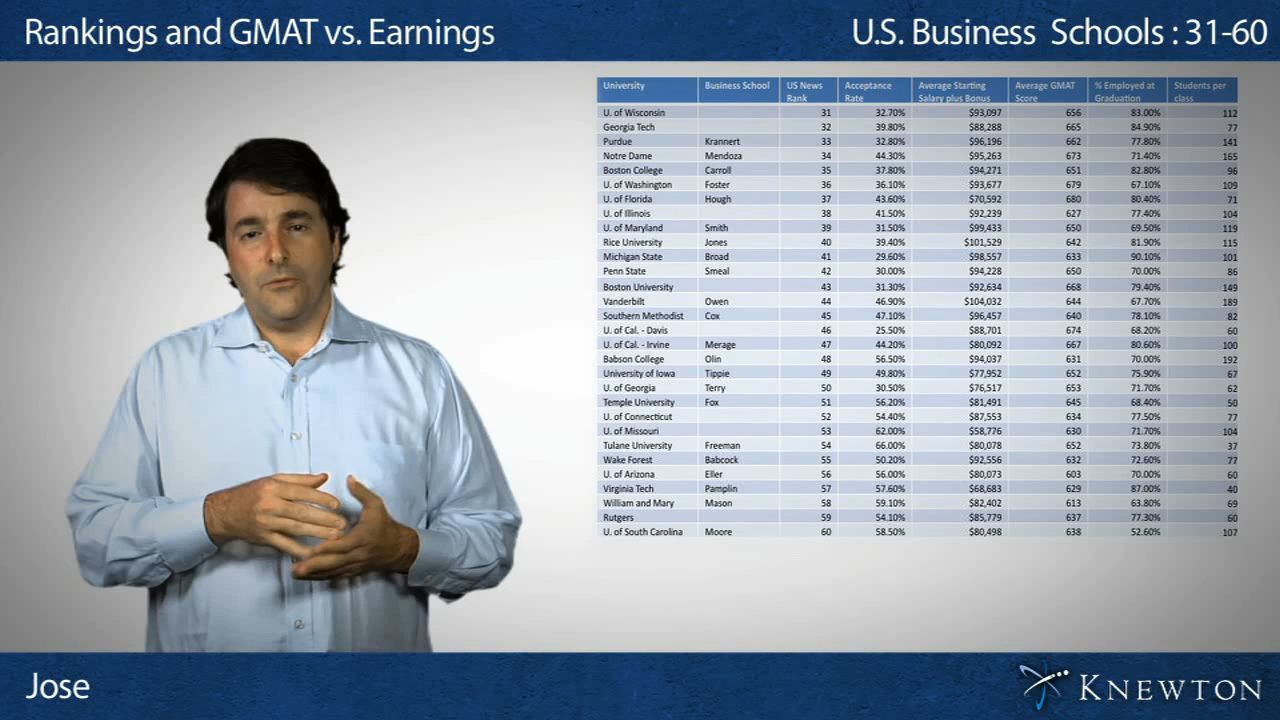 Rankings and GMAT vs. Earnings
U.S. Business Schools : 31-60
University Business School US News Rank Acceptance Rate Average Starting Salary plus Bonus Average GMAT Score % Employed at Graduation Students per class
U. of Wisconsin 31 32.70% $93,097 656 83.00% 112
Georgia Tech 32 39.80% $88,288 665 84.90% 77
Purdue Krannert 33 32.80% $96,196 662 77.80% 141
Notre Dame Mendoza 34 44.30% $95,263 673 71.40% 165
Boston College Carroll 35 37.80% $94,271 651 82.80% 96
U. of Washington Foster 36 36.10% $93,677 679 67.10% 109
U. of Florida Hough 37 43.60% $70,592 680 80.40% 71
U. of Illinois 38 41.50% $92,239 627 77.40% 104
U. of Maryland Smith 39 31.50% $99,433 650 69.50% 119
Rice University Jones 40 39.40% $101,529 642 81.90% 115
Michigan State Broad 41 29.60% $98,557 633 90.10% 101
Penn State Smeal 42 30.00% $94,228 650 70.00% 86
Boston University 43 31.30% $92,634 668 79.40% 149
Vanderbilt Owen 44 46.90% $104,032 644 67.70% 189
Southern Methodist Cox 45 47.10% $96,457 640 78.10% 82
U. of Cal. - Davis 46 25.50% $88,701 674 68.20% 60
U. of Cal. - Irvine Merage 47 44.20% $80,092 667 80.60% 100
Babson College Olin 48 56.50% $94,037 631 70.00% 192
University of Iowa Tippie 49 49.80% $77,952 652 75.90% 67
U. of Georgia Terry 50 30.50% $76,517 653 71.70% 62
Temple University Fox 51 56.20% $81,491 645 68.40% 50
U. of Connecticut 52 54.40% $87,553 634 77.50% 77
U. of Missouri 53 62.00% $58,776 630 71.70% 104
Tulane University Freeman 54 66.00% $80,078 652 73.80% 37
Wake Forest Babcock 55 50.20% $92,556 632 72.60% 77
U. of Arizona Eller 56 56.00% $80,073 603 70.00% 60
Virginia Tech Pamplin 57 57.60% $68,683 629 87.00% 40
William and Mary Mason 58 59.10% $82,402 613 63.80% 69
Rutgers 59 54.10% $85,779 637 77.30% 60
U. of South Carolina Moore 60 58.50% $80,498 638 52.60% 107
Jose
KNEWTON